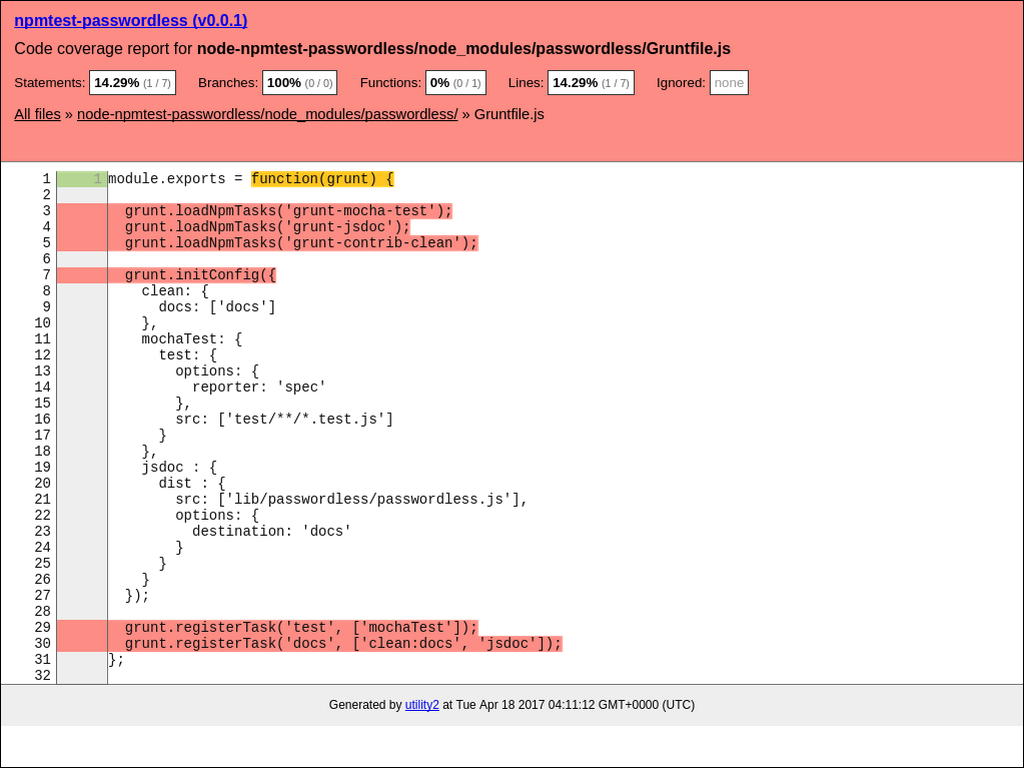 npmtest-passwordless (v0.0.1)
Code coverage report for node-npmtest-passwordless/node_modules/passwordless/Gruntfile.js
Statements: 14.29% (1 / 7) Branches: 100% (0 / 0) Functions: 0% (0 / 1) Lines: 14.29% (1 / 7) Ignored: none
All files » node-npmtest-passwordless/node_modules/passwordless/ » Gruntfile.js
1 1 module.exports = function(grunt) {
2
3   grunt.loadNpmTasks('grunt-mocha-test');
4   grunt.loadNpmTasks('grunt-jsdoc');
5   grunt.loadNpmTasks('grunt-contrib-clean');
6
7   grunt.initConfig({
8     clean: {
9       docs: ['docs']
10     },
11     mochaTest: {
12       test: {
13         options: {
14           reporter: 'spec'
15         },
16         src: ['test/**/*.test.js']
17       }
18     },
19     jsdoc : {
20       dist : {
21         src: ['lib/passwordless/passwordless.js'],
22         options: {
23           destination: 'docs'
24         }
25       }
26     }
27   });
28
29   grunt.registerTask('test', ['mochaTest']);
30   grunt.registerTask('docs', ['clean:docs', 'jsdoc']);
31 };
32
Generated by utility2 at Tue Apr 18 2017 04:11:12 GMT+0000 (UTC)